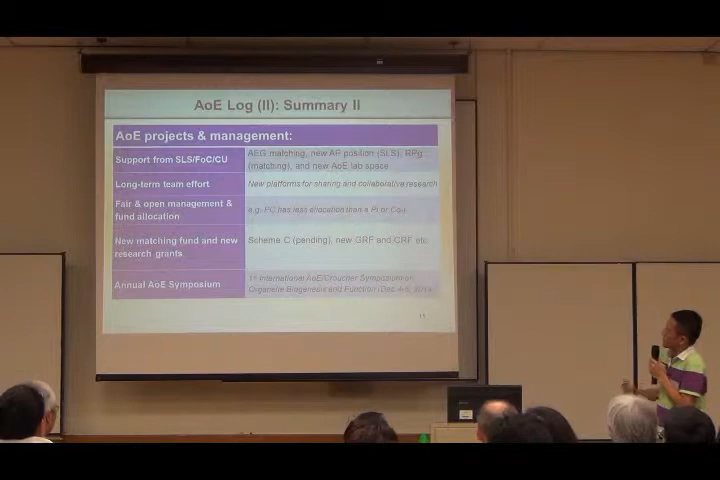 AoE Log (II): Summary II
AoE projects & management:
Support from SLS/FoC/CU
AEG matching, new AP position (SLS), RPg
(matching), and new AoE lab space
Long-term team effort
New platforms for sharing and collaborative research
Fair & open management &
fund allocation
e.g. PC has less allocation than a PI or Co-I
New matching fund and new
research grants
Scheme C (pending), new GRF and CRF etc
Annual AoE Symposium
1st International AoE/Croucher Symposium on
Organelle Biogenesis and Function (Dec